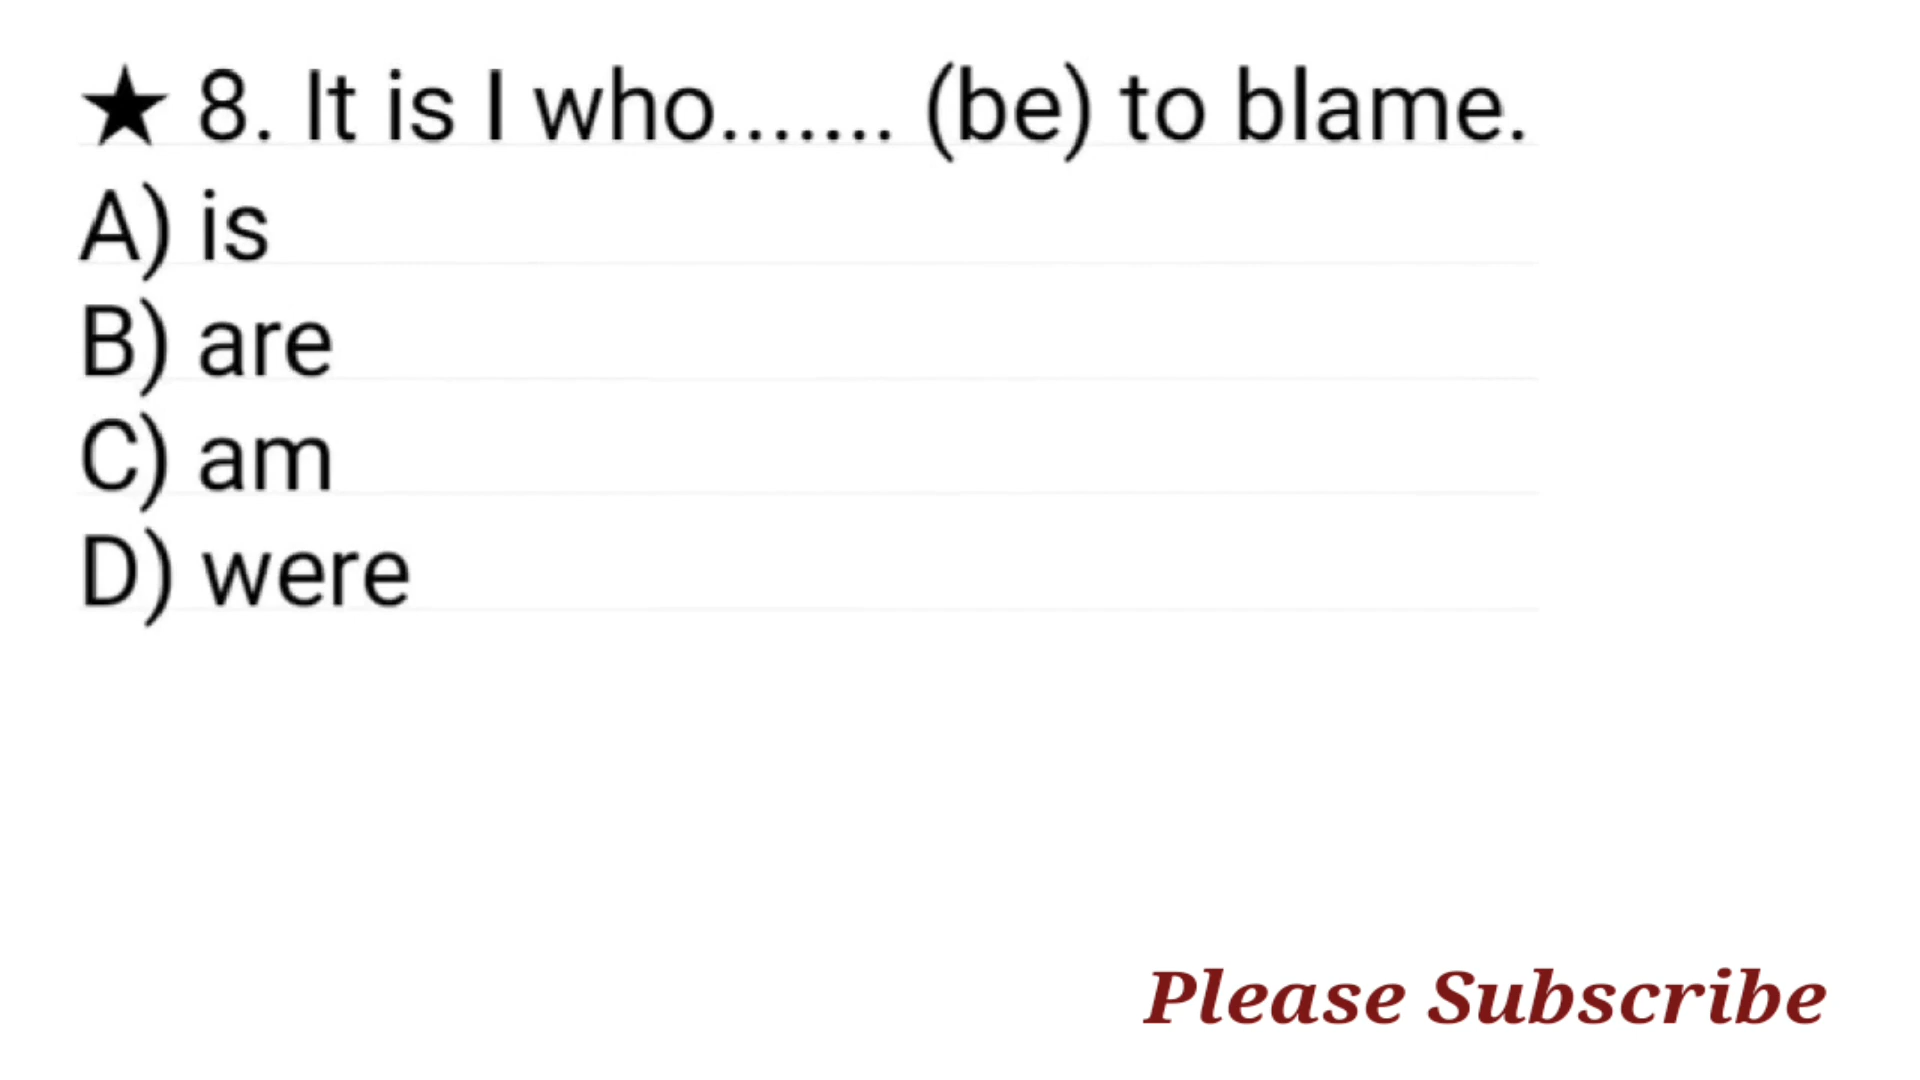 ★ 8. It is I who....... (be) to blame.
A) is
B) are
C) am
D) were
Please Subscribe